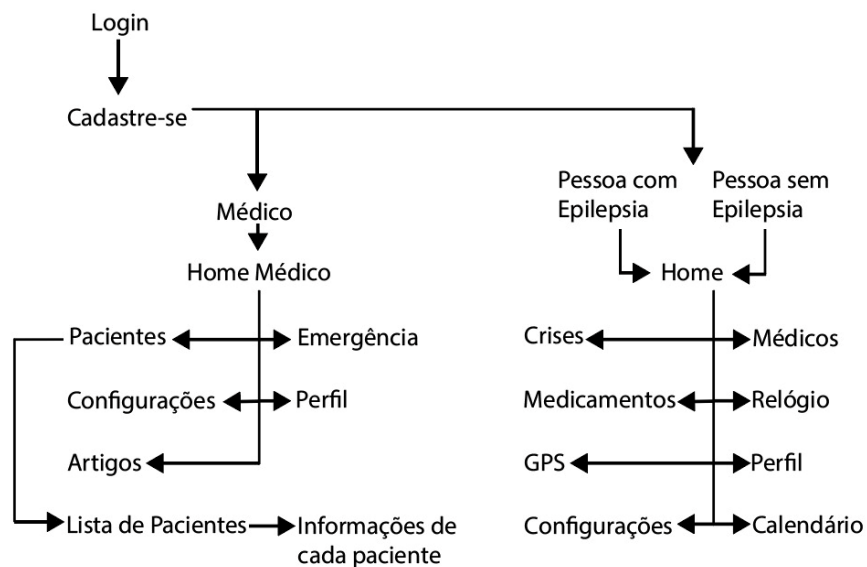 Login
Cadastre-se
Pessoa com
Epilepsia
Pessoa sem
Epilepsia
Médico
Home Médico
Home
Pacientes
Emergência
Crises
Médicos
Configurações
Perfil
Medicamentos
Relógio
Artigos
GPS
Perfil
Lista de Pacientes
Informações de
cada paciente
Configurações
Calendário